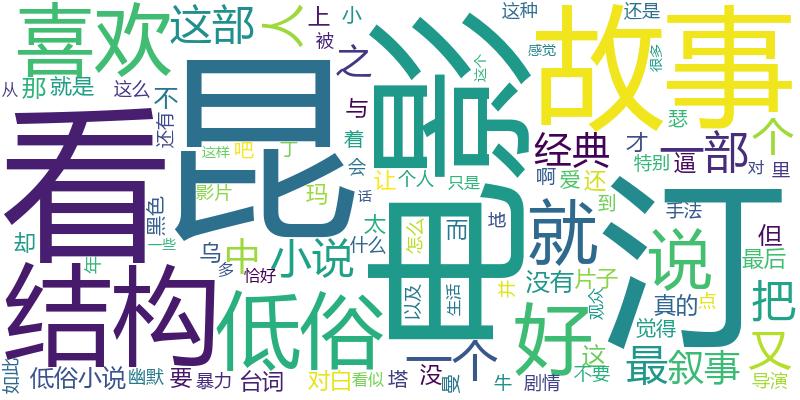 喜欢
这部
人
上
被
小
之
这种
还是
感觉
很多
从
那
就是
这么
不
还有
昆
电影
这个
故事
看
与
着
经典
才
一部
个
瑟
特别
逼
对
里
这样
吧
丁
会
让
个人
只是
啊
爱
还
影片
玛
话
到
手法
黑色
却
一些
年
乌
多
中
恰好
小说
太
什么
怎么
而
地
就
汀
说
但
最后
结构
低俗
以及
生活
井
没有
片子
观众
真的
点
把
好
觉得
一个
这
不要
最
叙事
又
导演
如此
低俗小说
幽默
要
暴力
台词
对白
看似
塔
没
曼
牛
剧情